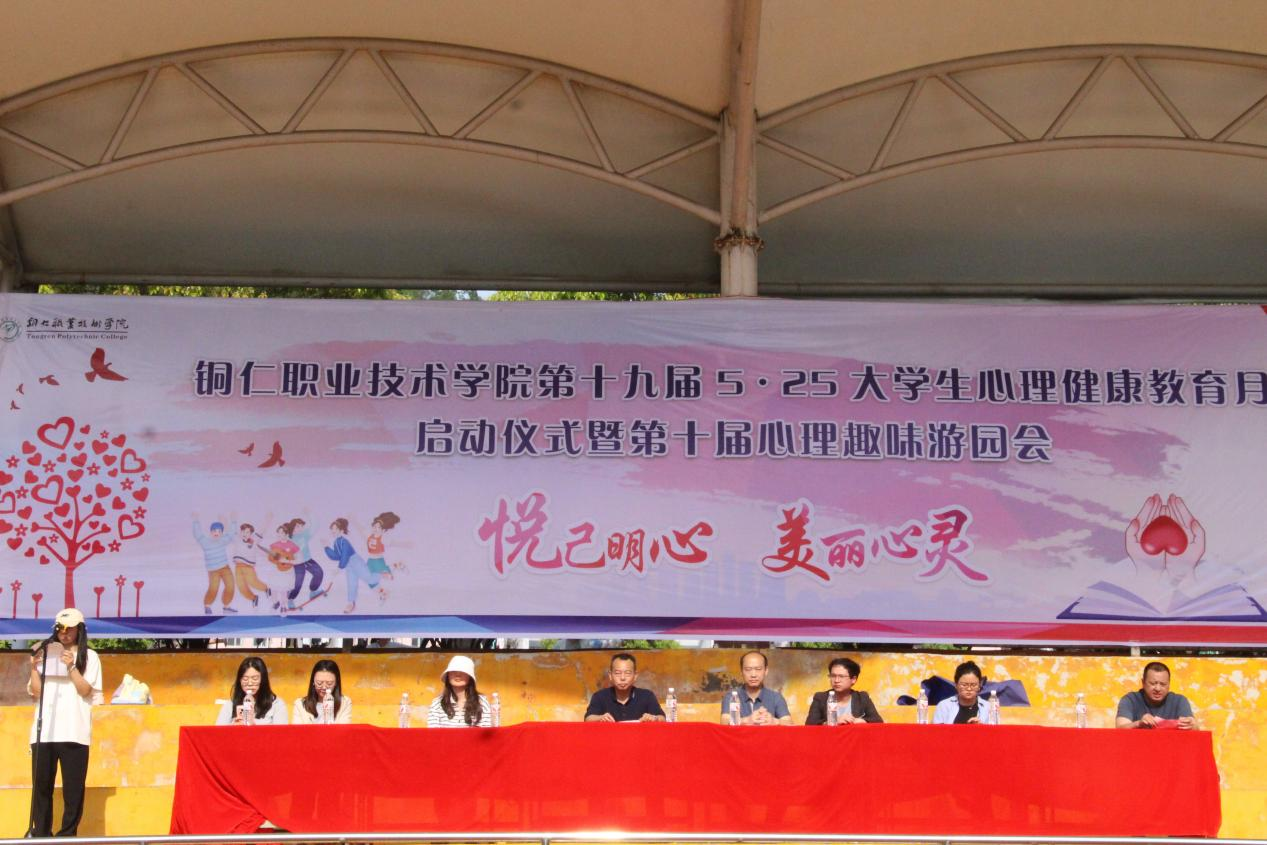 铜仁职业技术学院
Tongren Polytechnic College
铜仁职业技术学院第十九届5·25大学生心理健康教育月
启动仪式暨第十届心理趣味游园会
悦己明心 美丽心灵